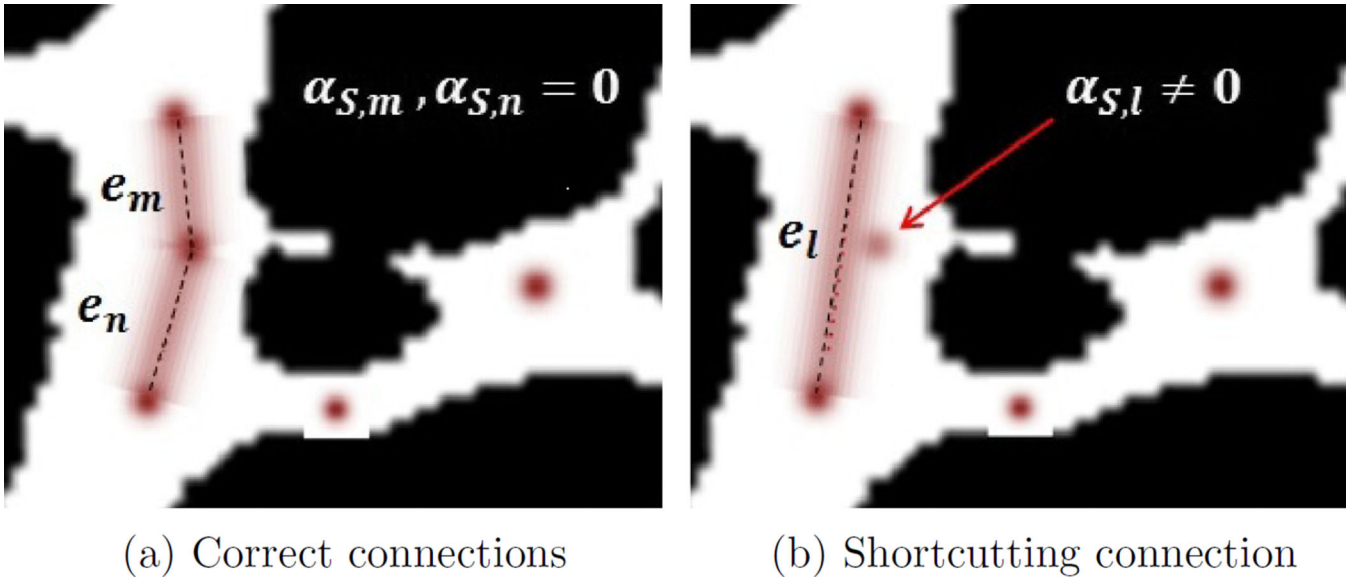 α_{S,m} , α_{S,n} = 0
e_m
e_n
(a) Correct connections
α_{S,l} ≠ 0
e_l
(b) Shortcutting connection